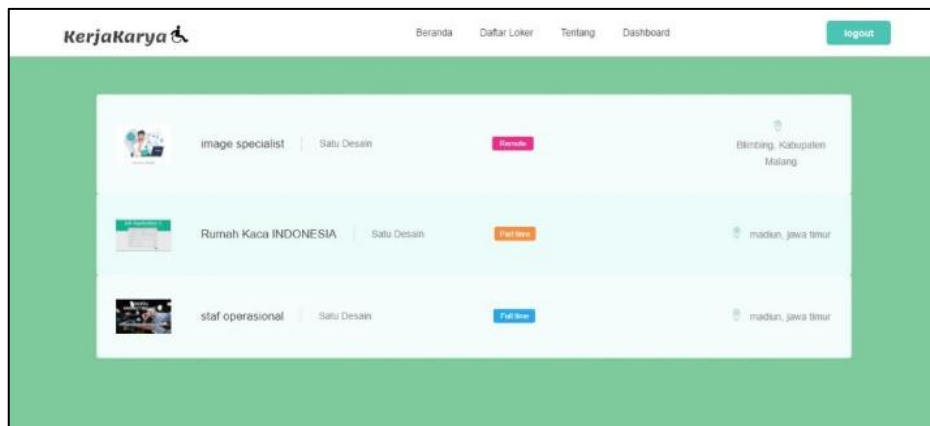 KerjaKarya
Beranda Daftar Loker Tentang Dashboard
logout
image specialist Satu Desain Remote
Blimbing, Kabupaten
Malang
Rumah Kaca INDONESIA Satu Desain Part time madiun, jawa timur
staf operasional Satu Desain Full time madiun, jawa timur